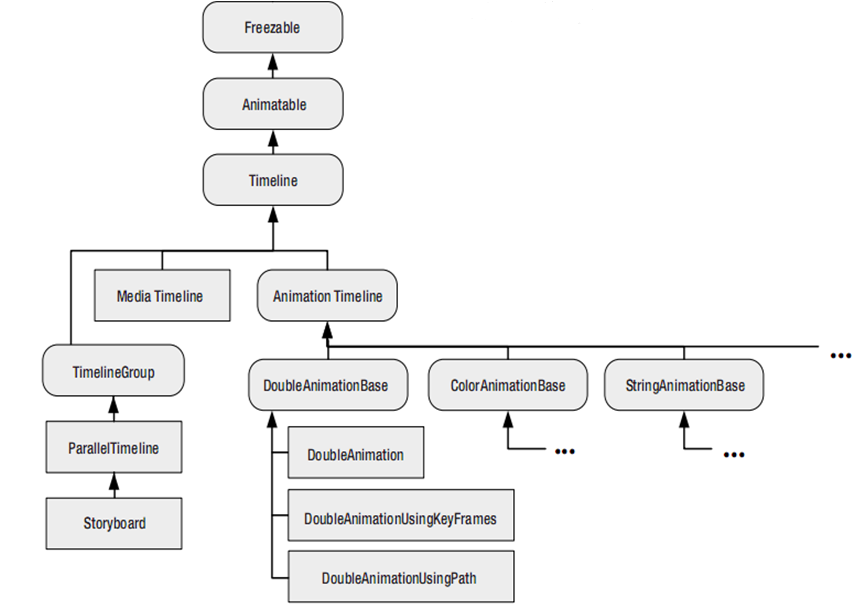 Freezable
Animatable
Timeline
Media Timeline
Animation Timeline
...
TimelineGroup
DoubleAnimationBase
ColorAnimationBase
StringAnimationBase
ParallelTimeline
DoubleAnimation
...
...
Storyboard
DoubleAnimationUsingKeyFrames
DoubleAnimationUsingPath